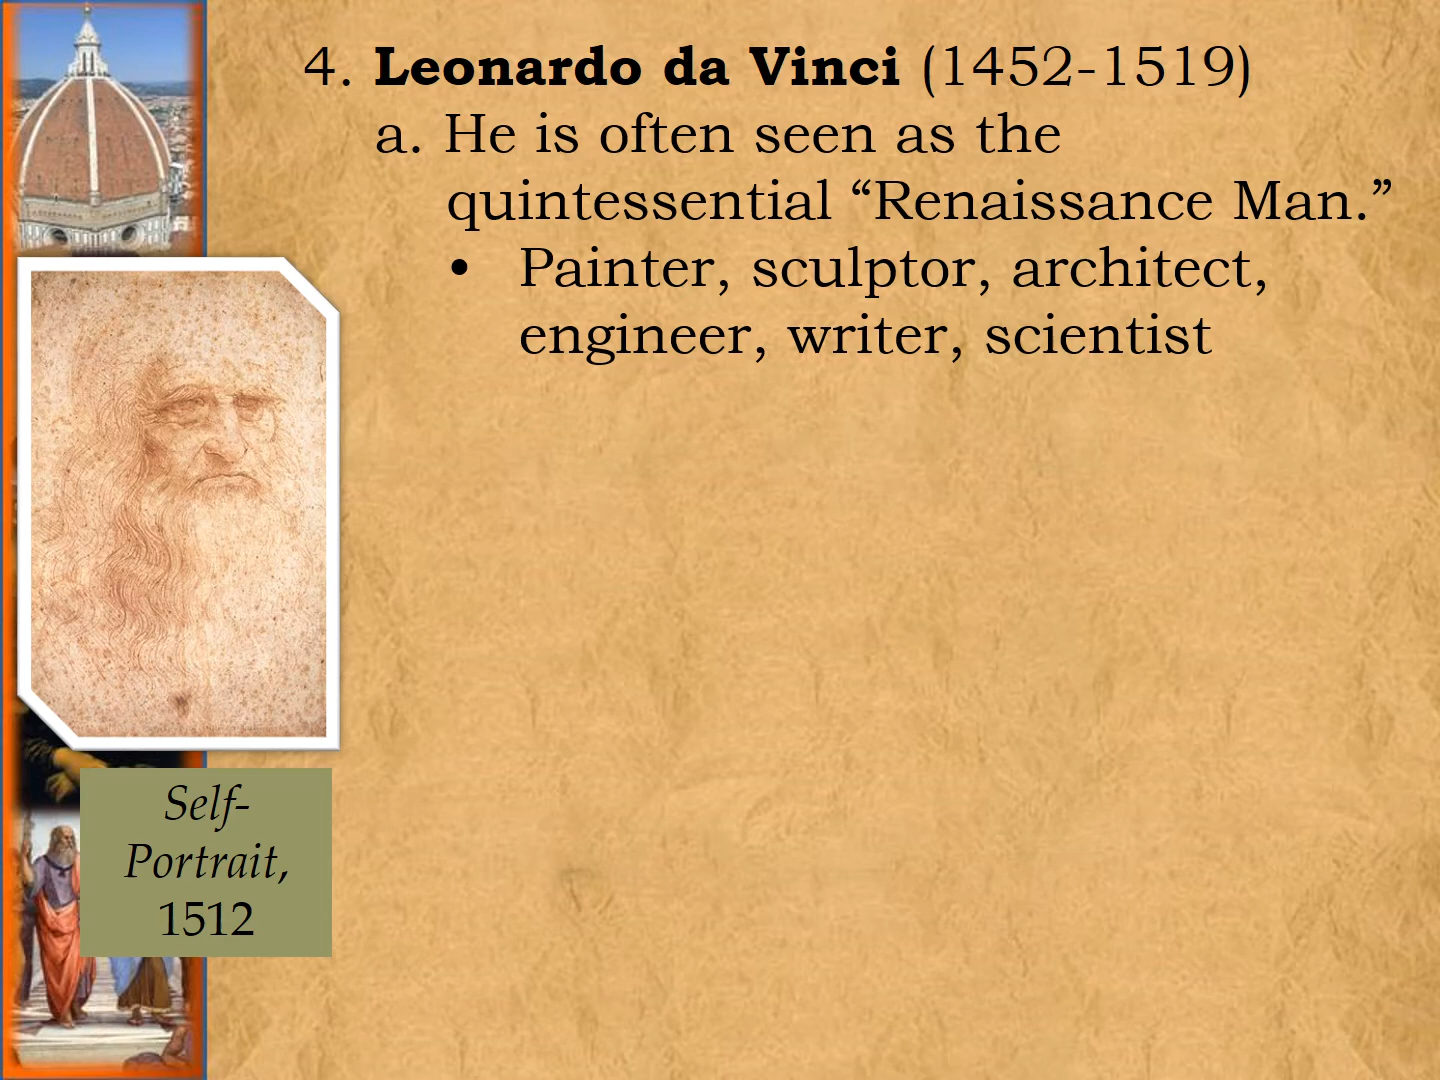 4. Leonardo da Vinci (1452-1519)
a. He is often seen as the
quintessential “Renaissance Man.”
• Painter, sculptor, architect,
engineer, writer, scientist
Self-
Portrait,
1512